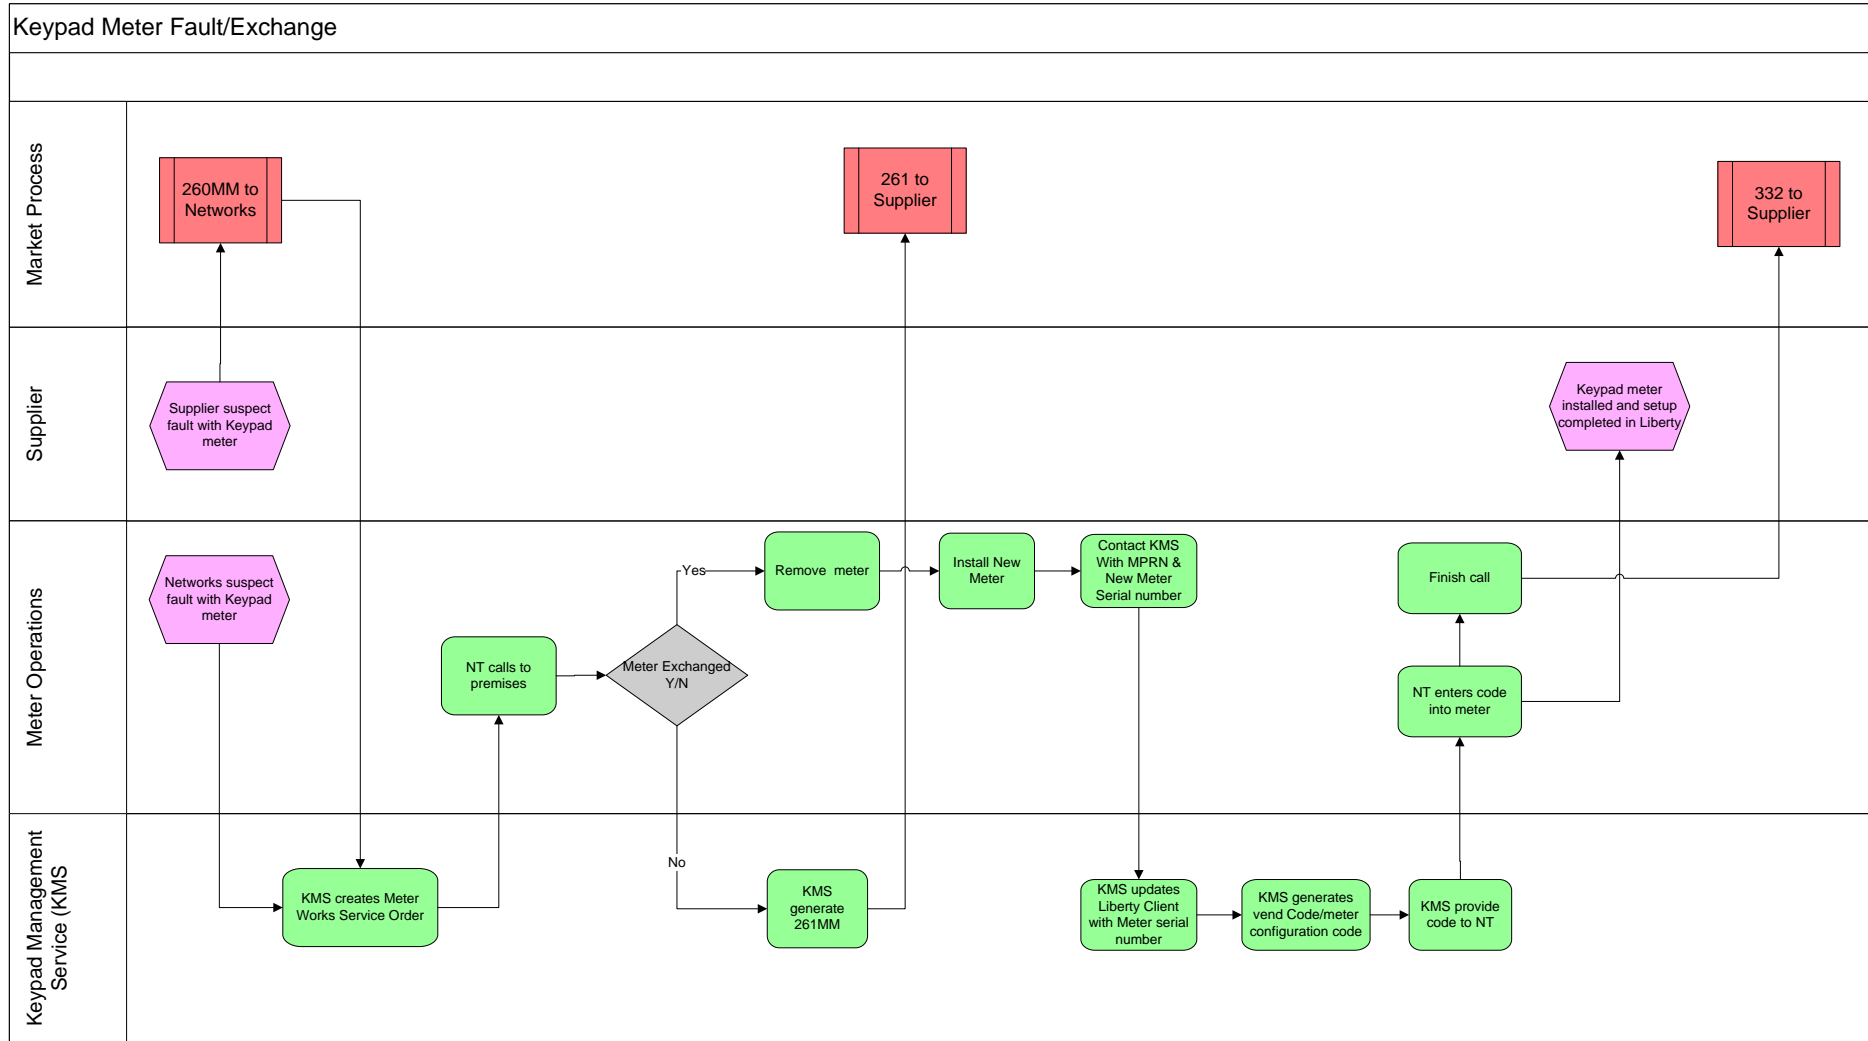 Keypad Meter Fault/Exchange
Market Process
260MM to
Networks
261 to
Supplier
332 to
Supplier
Supplier
Supplier suspect
fault with Keypad
meter
Keypad meter
installed and setup
completed in Liberty
Meter Operations
Networks suspect
fault with Keypad
meter
NT calls to
premises
Meter Exchanged
Y/N
Yes
Remove meter
Install New
Meter
Contact KMS
With MPRN &
New Meter
Serial number
Finish call
NT enters code
into meter
Keypad Management
Service (KMS
KMS creates Meter
Works Service Order
No
KMS
generate
261MM
KMS updates
Liberty Client
with Meter serial
number
KMS generates
vend Code/meter
configuration code
KMS provide
code to NT